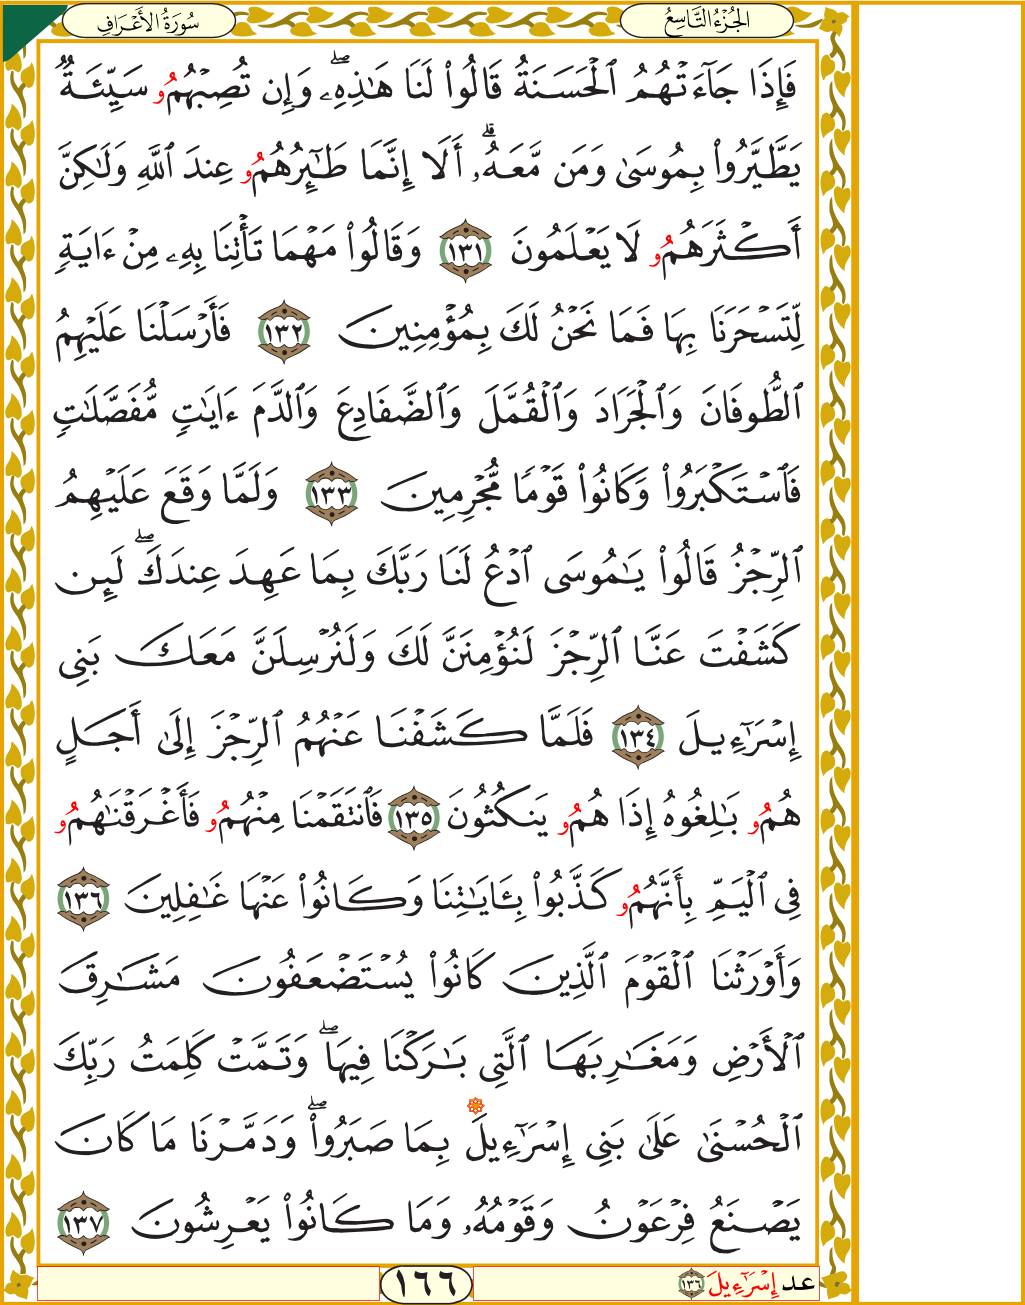 الجُزْءُ التَّاسِعُ
سُورَةُ الأَعْرَافِ
فَإِذَا جَآءَتْهُمُ ٱلْحَسَنَةُ قَالُوا۟ لَنَا هَـٰذِهِۦۖ وَإِن تُصِبْهُمُۥ سَيِّئَةٌۭ
يَطَّيَّرُوا۟ بِمُوسَىٰ وَمَن مَّعَهُۥٓۗ أَلَآ إِنَّمَا طَـٰٓئِرُهُمُۥ عِندَ ٱللَّهِ وَلَـٰكِنَّ
أَكْثَرَهُمُۥ لَا يَعْلَمُونَ ١٣١ وَقَالُوا۟ مَهْمَا تَأْتِنَا بِهِۦ مِنْ ءَايَةٍۢ
لِّتَسْحَرَنَا بِهَا فَمَا نَحْنُ لَكَ بِمُؤْمِنِينَ ١٣٢ فَأَرْسَلْنَا عَلَيْهِمُ
ٱلطُّوفَانَ وَٱلْجَرَادَ وَٱلْقُمَّلَ وَٱلضَّفَادِعَ وَٱلدَّمَ ءَايَـٰتٍۢ مُّفَصَّلَـٰتٍۢ
فَٱسْتَكْبَرُوا۟ وَكَانُوا۟ قَوْمًۭا مُّجْرِمِينَ ١٣٣ وَلَمَّا وَقَعَ عَلَيْهِمُ
ٱلرِّجْزُ قَالُوا۟ يَـٰمُوسَى ٱدْعُ لَنَا رَبَّكَ بِمَا عَهِدَ عِندَكَۖ لَئِن
كَشَفْتَ عَنَّا ٱلرِّجْزَ لَنُؤْمِنَنَّ لَكَ وَلَنُرْسِلَنَّ مَعَكَ بَنِى
إِسْرَٰٓءِيلَ ١٣٤ فَلَمَّا كَشَفْنَا عَنْهُمُ ٱلرِّجْزَ إِلَىٰ أَجَلٍ
هُمُۥ بَـٰلِغُوهُ إِذَا هُمُۥ يَنكُثُونَ ١٣٥ فَٱنتَقَمْنَا مِنْهُمُۥ فَأَغْرَقْنَـٰهُمُۥ
فِى ٱلْيَمِّ بِأَنَّهُمُۥ كَذَّبُوا۟ بِـَٔايَـٰتِنَا وَكَانُوا۟ عَنْهَا غَـٰفِلِينَ ١٣٦
وَأَوْرَثْنَا ٱلْقَوْمَ ٱلَّذِينَ كَانُوا۟ يُسْتَضْعَفُونَ مَشَـٰرِقَ
ٱلْأَرْضِ وَمَغَـٰرِبَهَا ٱلَّتِى بَـٰرَكْنَا فِيهَاۖ وَتَمَّتْ كَلِمَتُ رَبِّكَ
ٱلْحُسْنَىٰ عَلَىٰ بَنِىٓ إِسْرَٰٓءِيلَ بِمَا صَبَرُوا۟ۖ وَدَمَّرْنَا مَا كَانَ
يَصْنَعُ فِرْعَوْنُ وَقَوْمُهُۥ وَمَا كَانُوا۟ يَعْرِشُونَ ١٣٧
عد إِسْرَٰٓءِيلَ ١٣٦
١٦٦